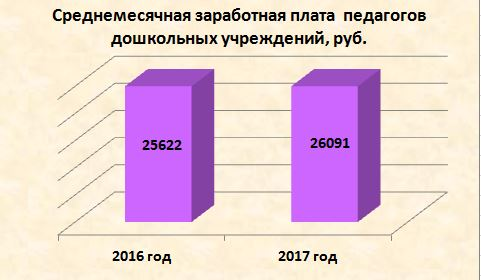 Среднемесячная заработная плата педагогов
дошкольных учреждений, руб.
25622
26091
2016 год
2017 год